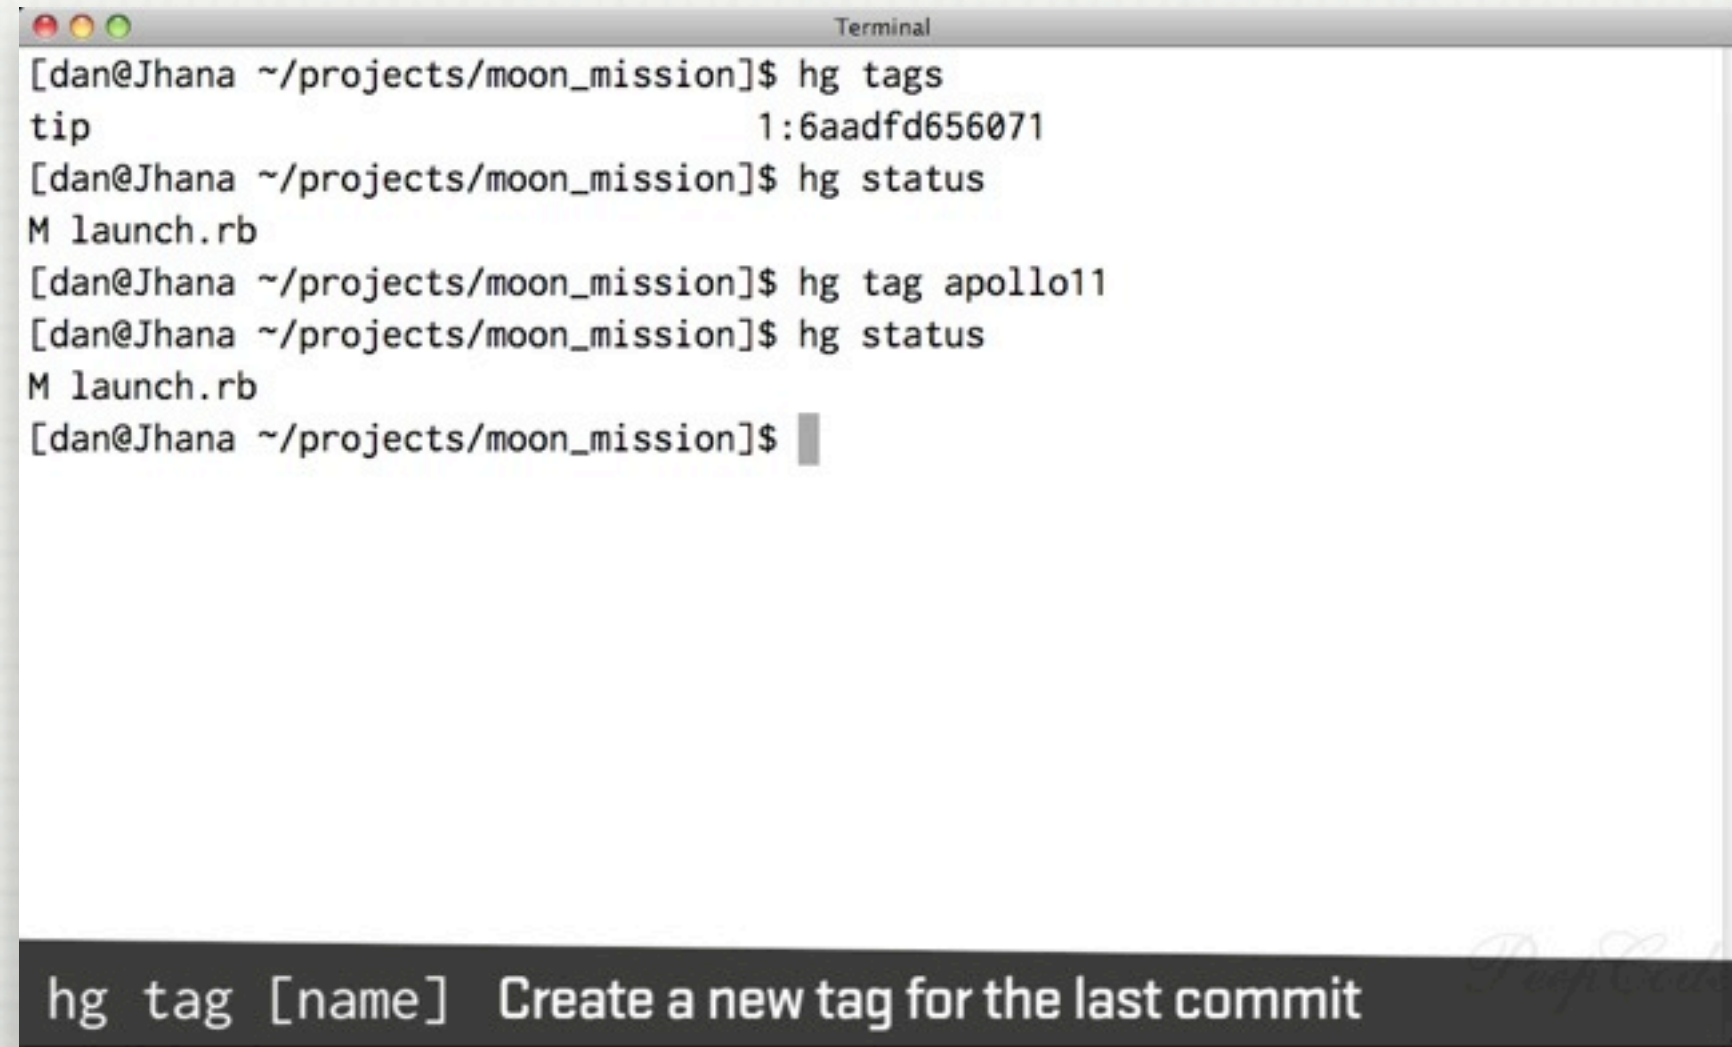 Terminal
[dan@Jhana ~/projects/moon_mission]$ hg tags
tip                               1:6aadfd656071
[dan@Jhana ~/projects/moon_mission]$ hg status
M launch.rb
[dan@Jhana ~/projects/moon_mission]$ hg tag apollo11
[dan@Jhana ~/projects/moon_mission]$ hg status
M launch.rb
[dan@Jhana ~/projects/moon_mission]$
PeepCode
hg tag [name] Create a new tag for the last commit